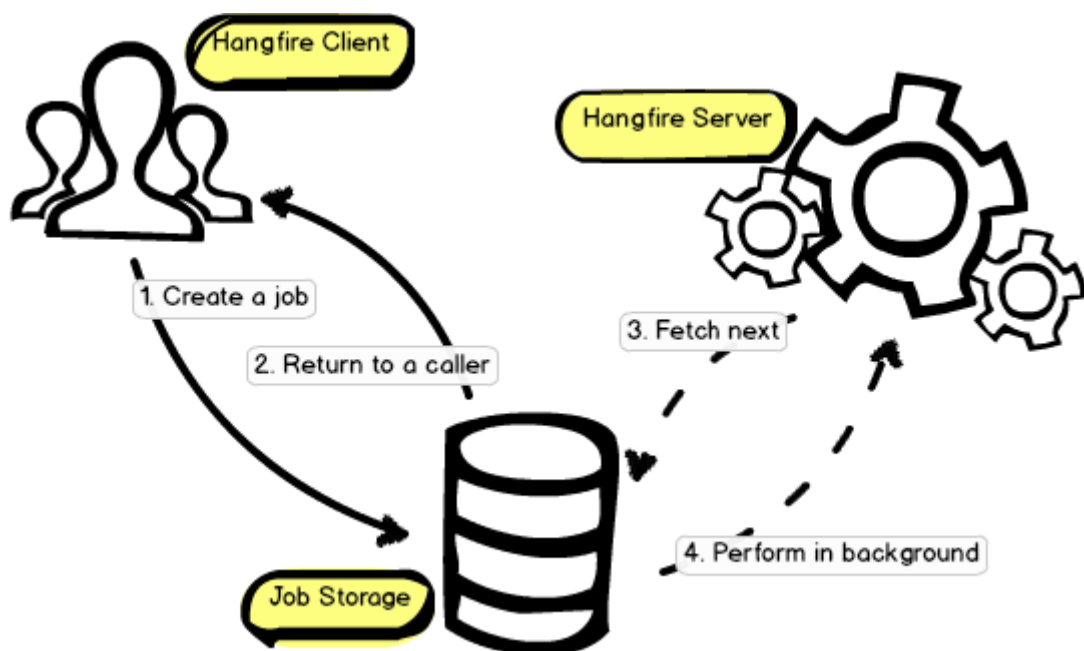 Hangfire Client
Hangfire Server
1. Create a job
2. Return to a caller
3. Fetch next
4. Perform in background
Job Storage